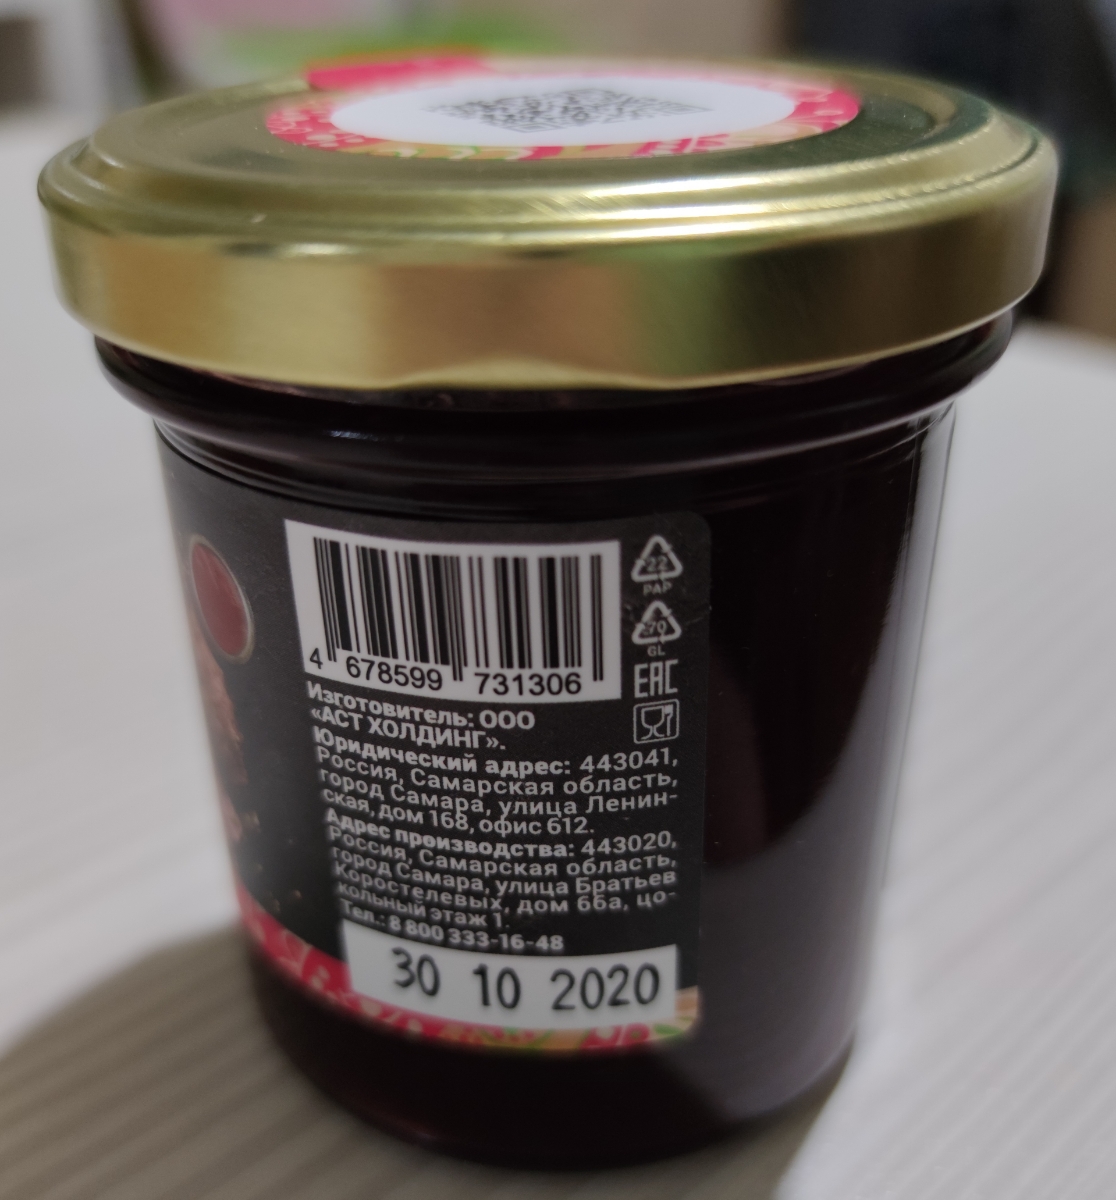 4 678599 731306
22
PAP
70
GL
EAC
Изготовитель: ООО
«АСТ ХОЛДИНГ».
Юридический адрес: 443041,
Россия, Самарская область,
город Самара, улица Ленин-
ская, дом 168, офис 612.
Адрес производства: 443020,
Россия, Самарская область,
город Самара, улица Братьев
Коростелевых, дом 66а, цо-
кольный этаж 1.
Тел.: 8 800 333-16-48
30 10 2020